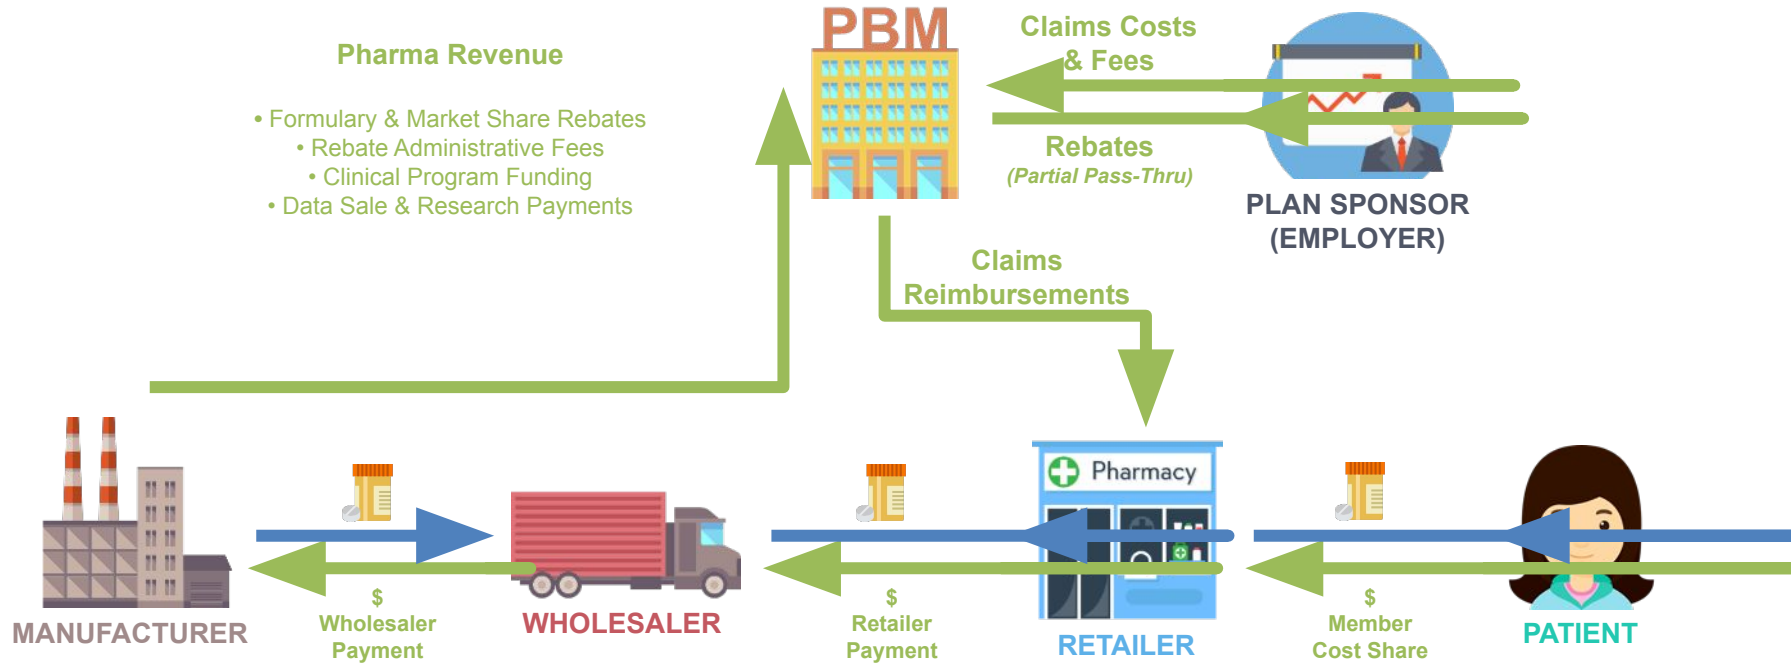 PBM
Claims Costs
& Fees
Pharma Revenue
• Formulary & Market Share Rebates
• Rebate Administrative Fees
• Clinical Program Funding
• Data Sale & Research Payments
Rebates
(Partial Pass-Thru)
PLAN SPONSOR
(EMPLOYER)
Claims
Reimbursements
Pharmacy
$
Wholesaler
Payment
$
Retailer
Payment
$
Member
Cost Share
MANUFACTURER
WHOLESALER
RETAILER
PATIENT